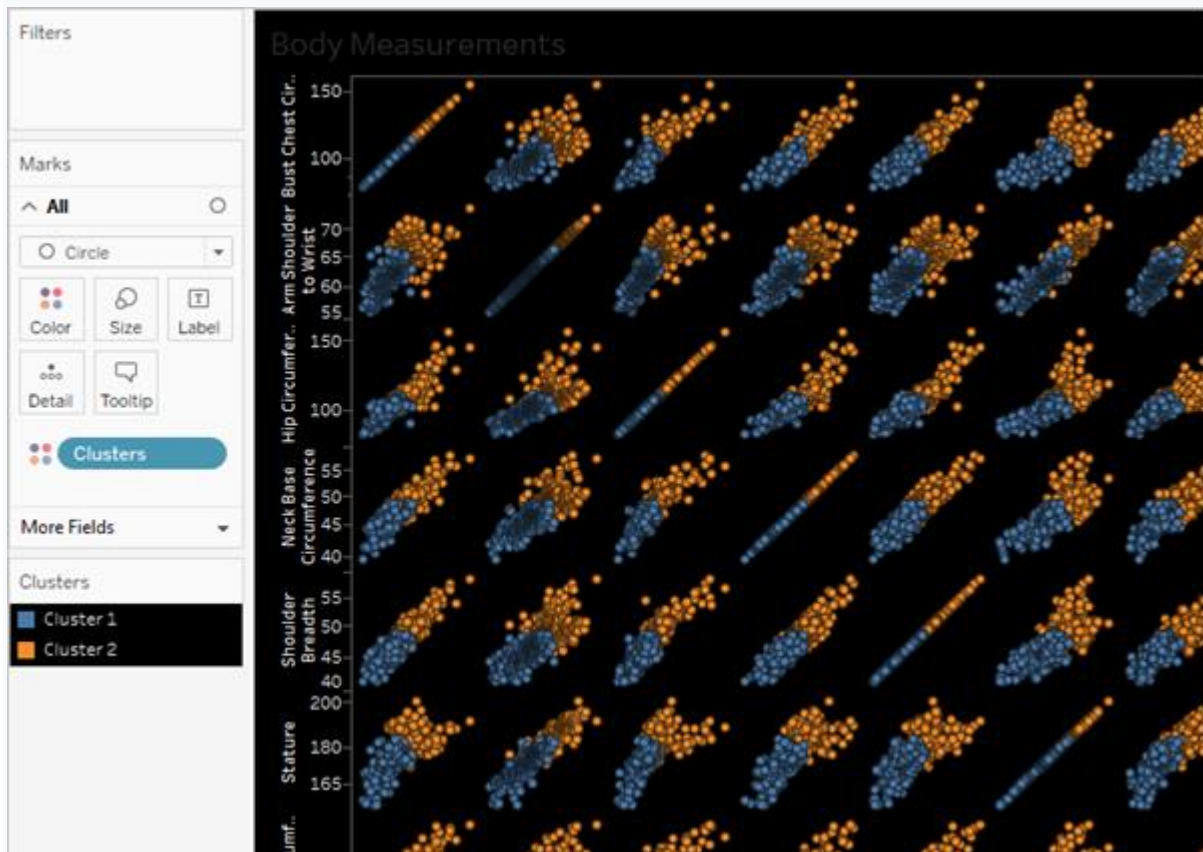 Filters
Marks
All
Circle
Color
Size
Label
Detail
Tooltip
Clusters
More Fields
Clusters
Cluster 1
Cluster 2
Body Measurements
Bust Chest Cir..
150
100
Arm Shoulder
to Wrist
70
65
60
55
Hip Circumfer..
150
100
Neck Base
Circumference
55
50
45
40
Shoulder
Breadth
55
50
45
40
Stature
200
180
165
umf..